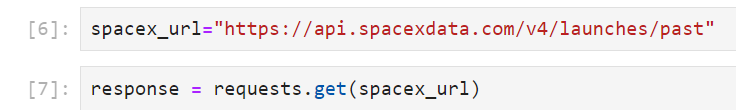 [6]: spacex_url="https://api.spacexdata.com/v4/launches/past"
[7]: response = requests.get(spacex_url)